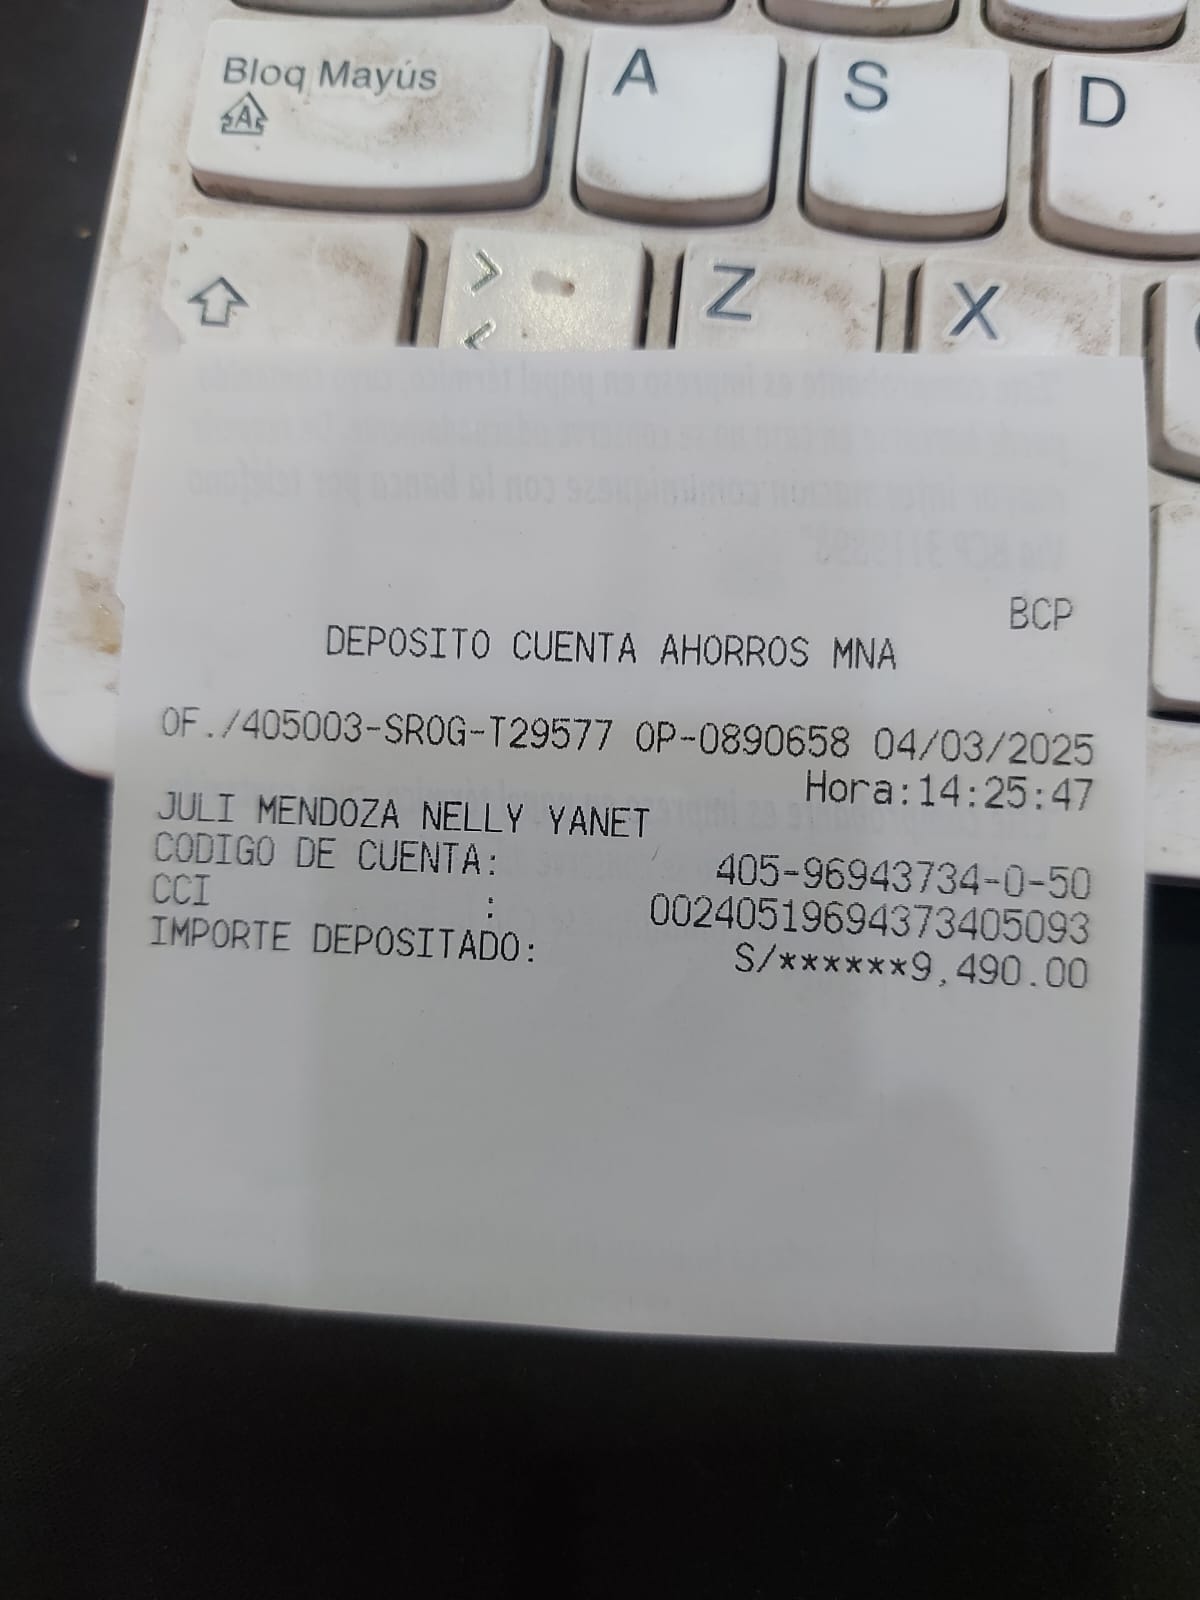 Bloq Mayús
A
A S D
>
<
Z X
BCP
DEPOSITO CUENTA AHORROS MNA
OF./405003-SROG-T29577 OP-0890658 04/03/2025
Hora:14:25:47
JULI MENDOZA NELLY YANET
CODIGO DE CUENTA: 405-96943734-0-50
CCI : 00240519694373405093
IMPORTE DEPOSITADO: S/******9,490.00